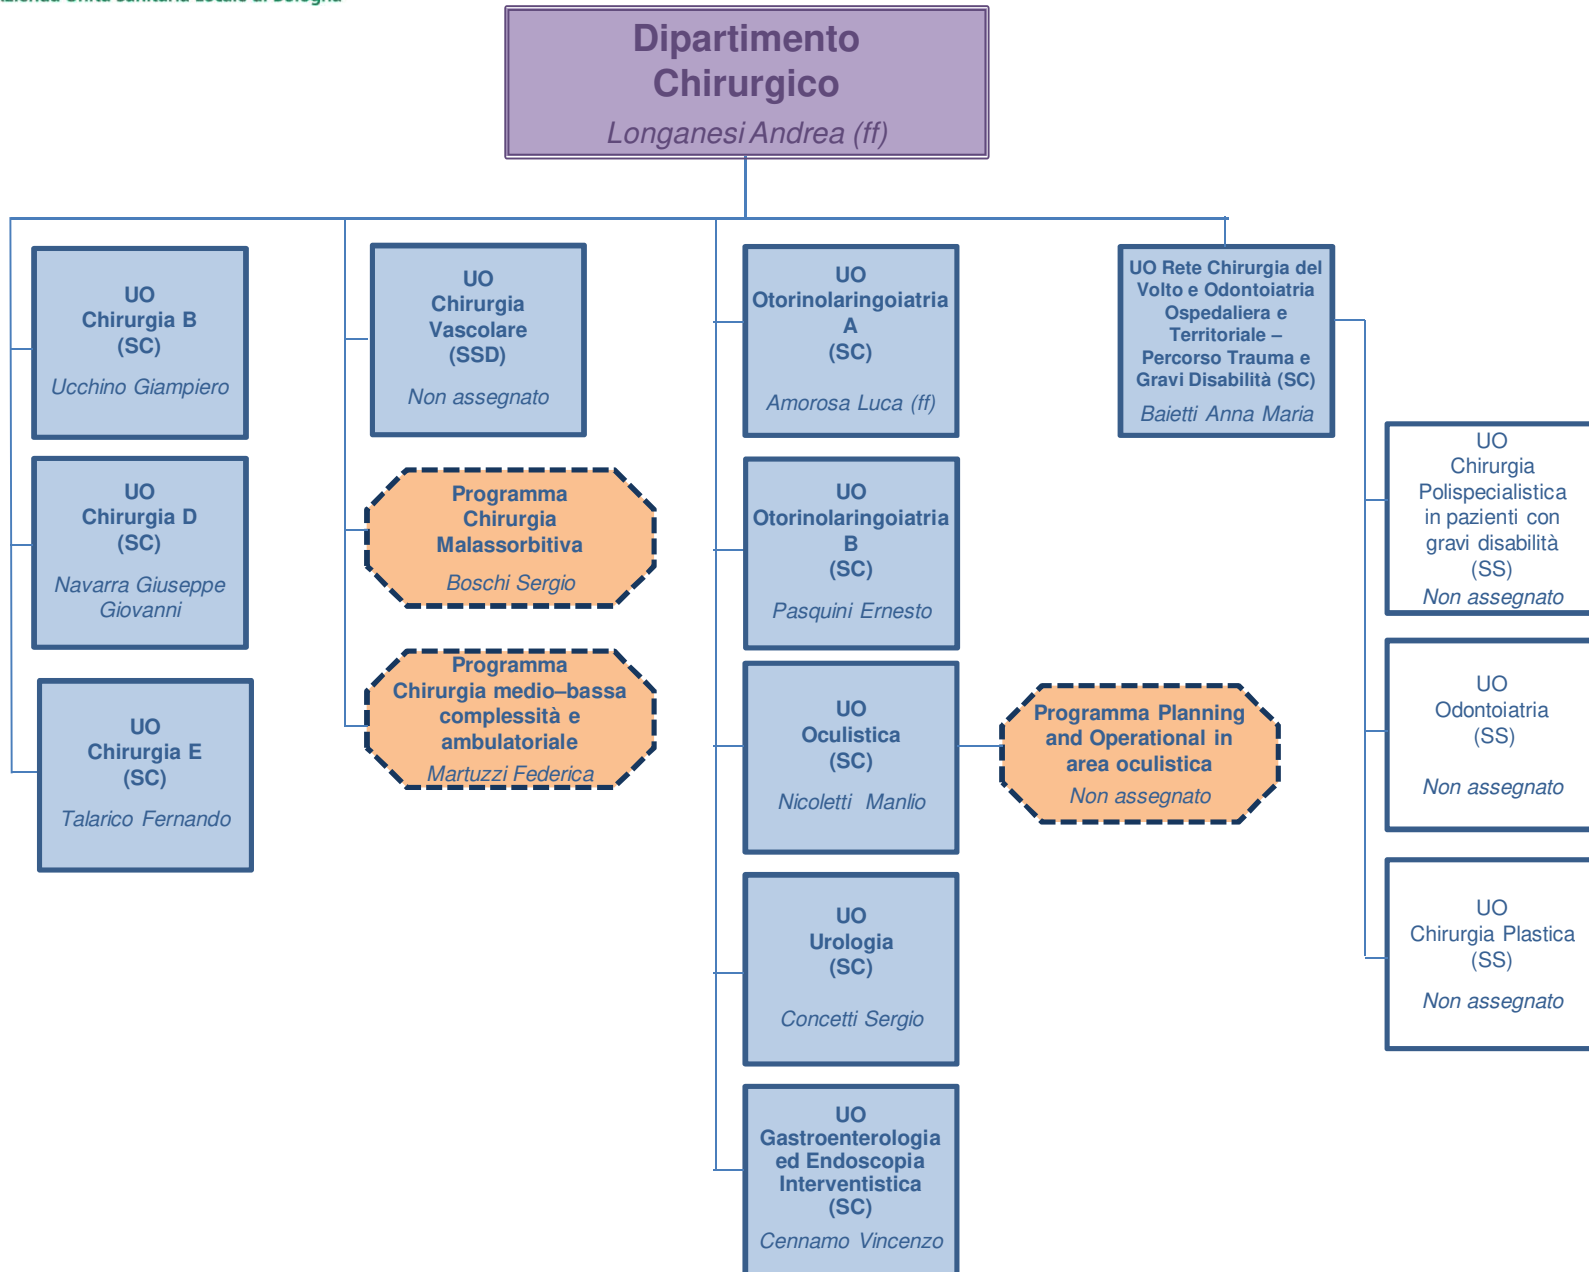 Azienda Unità Sanitaria Locale di Bologna
Dipartimento
Chirurgico
Longanesi Andrea (ff)
UO
Chirurgia B
(SC)
Ucchino Giampiero
UO
Chirurgia D
(SC)
Navarra Giuseppe
Giovanni
UO
Chirurgia E
(SC)
Talarico Fernando
UO
Chirurgia
Vascolare
(SSD)
Non assegnato
Programma
Chirurgia
Malassorbitiva
Boschi Sergio
Programma
Chirurgia medio–bassa
complessità e
ambulatoriale
Martuzzi Federica
UO
Otorinolaringoiatria
A
(SC)
Amorosa Luca (ff)
UO
Otorinolaringoiatria
B
(SC)
Pasquini Ernesto
UO
Oculistica
(SC)
Nicoletti Manlio
Programma Planning
and Operational in
area oculistica
Non assegnato
UO
Urologia
(SC)
Concetti Sergio
UO
Gastroenterologia
ed Endoscopia
Interventistica
(SC)
Cennamo Vincenzo
UO Rete Chirurgia del
Volto e Odontoiatria
Ospedaliera e
Territoriale –
Percorso Trauma e
Gravi Disabilità (SC)
Baietti Anna Maria
UO
Chirurgia
Polispecialistica
in pazienti con
gravi disabilità
(SS)
Non assegnato
UO
Odontoiatria
(SS)
Non assegnato
UO
Chirurgia Plastica
(SS)
Non assegnato